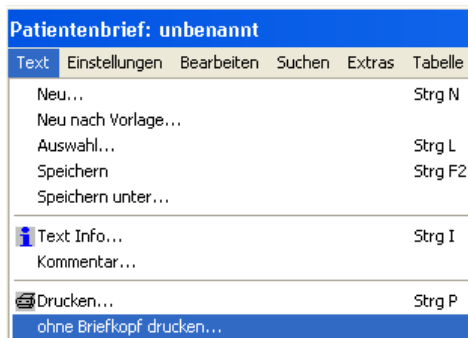 Patientenbrief: unbenannt
Text Einstellungen Bearbeiten Suchen Extras Tabelle
Neu... Strg N
Neu nach Vorlage...
Auswahl... Strg L
Speichern Strg F2
Speichern unter...
Text Info... Strg I
Kommentar...
Drucken... Strg P
ohne Briefkopf drucken...